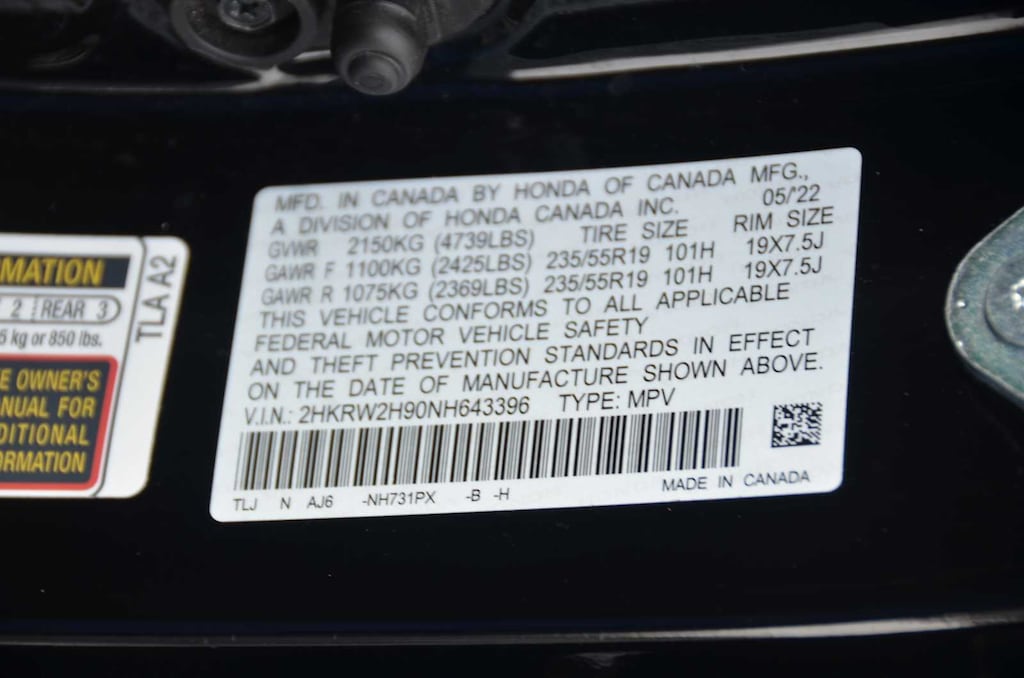 MFD. IN CANADA BY HONDA OF CANADA MFG.,
A DIVISION OF HONDA CANADA INC. 05/'22
GVWR 2150KG (4739LBS) TIRE SIZE RIM SIZE
GAWR F 1100KG (2425LBS) 235/55R19 101H 19X7.5J
GAWR R 1075KG (2369LBS) 235/55R19 101H 19X7.5J
THIS VEHICLE CONFORMS TO ALL APPLICABLE
FEDERAL MOTOR VEHICLE SAFETY
AND THEFT PREVENTION STANDARDS IN EFFECT
ON THE DATE OF MANUFACTURE SHOWN ABOVE.
V.I.N.: 2HKRW2H90NH643396 TYPE: MPV
TLJ N AJ6 -NH731PX -B -H MADE IN CANADA
MATION
2 REAR 3
5 kg or 850 lbs.
E OWNER'S
ANUAL FOR
DITIONAL
ORMATION
TLA A2